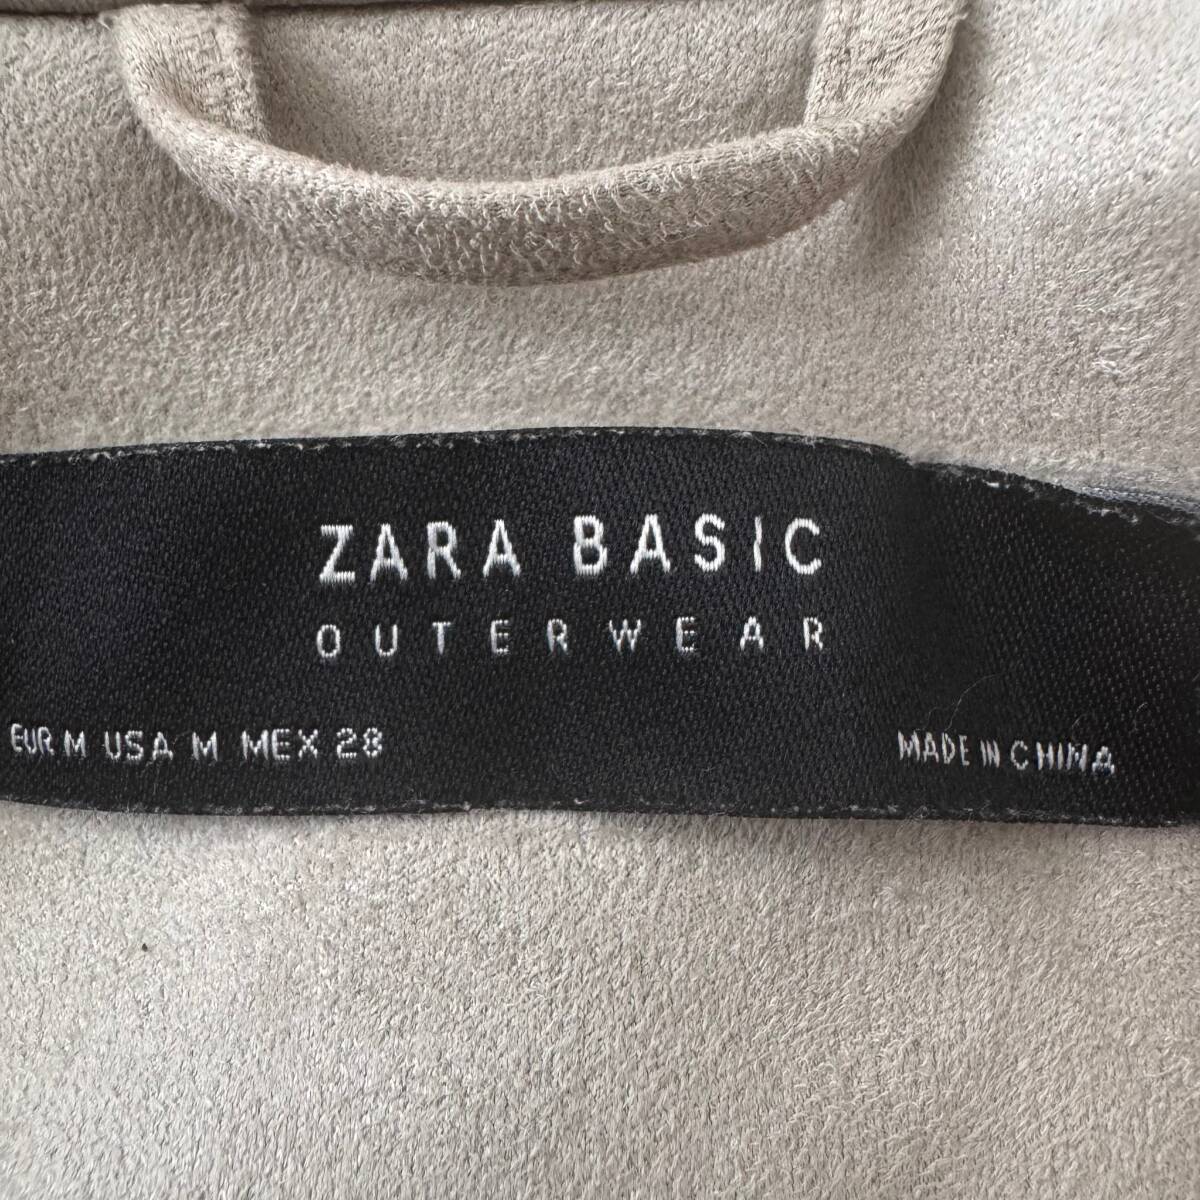 ZARA BASIC
OUTERWEAR
EUR M USA M MEX 28
MADE IN CHINA